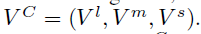 V^C = (V^l, V^m, V^s).